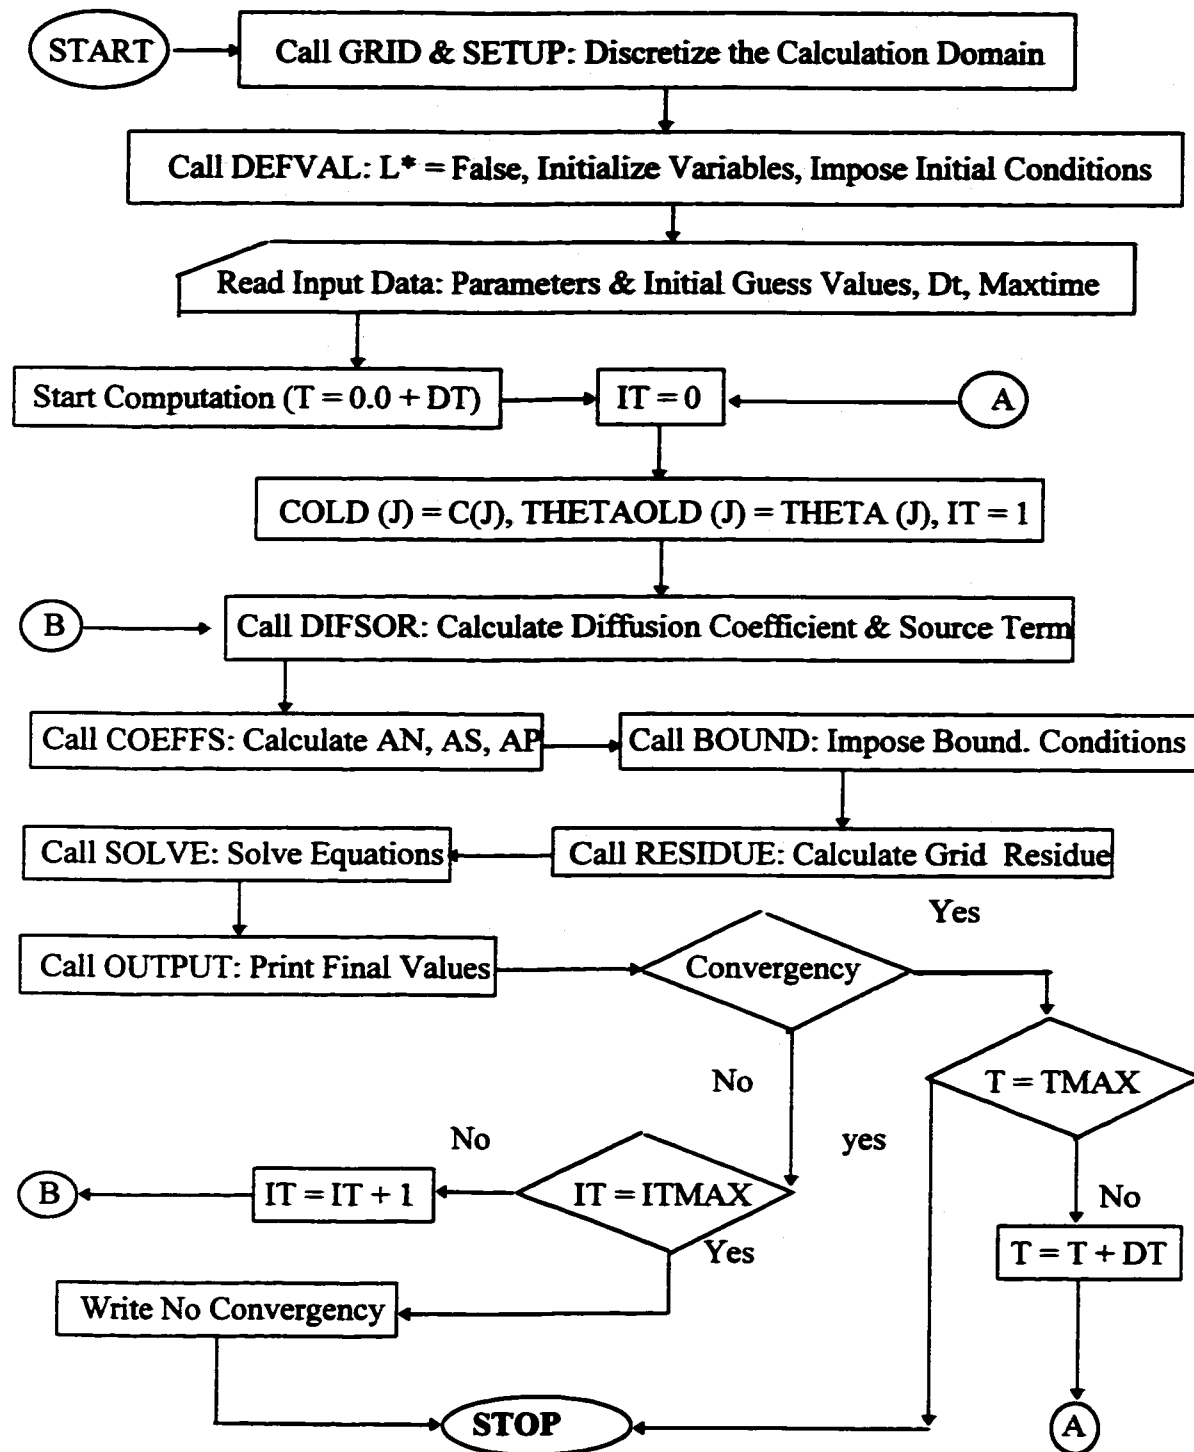 START
Call GRID & SETUP: Discretize the Calculation Domain
Call DEFVAL: L* = False, Initialize Variables, Impose Initial Conditions
Read Input Data: Parameters & Initial Guess Values, Dt, Maxtime
Start Computation (T = 0.0 + DT)
IT = 0
A
COLD (J) = C(J), THETAOLD (J) = THETA (J), IT = 1
B
Call DIFSOR: Calculate Diffusion Coefficient & Source Term
Call COEFFS: Calculate AN, AS, AP
Call BOUND: Impose Bound. Conditions
Call SOLVE: Solve Equations
Call RESIDUE: Calculate Grid Residue
Yes
Call OUTPUT: Print Final Values
Convergency
No
T = TMAX
No
yes
B
IT = IT + 1
IT = ITMAX
No
Yes
T = T + DT
Write No Convergency
STOP
A